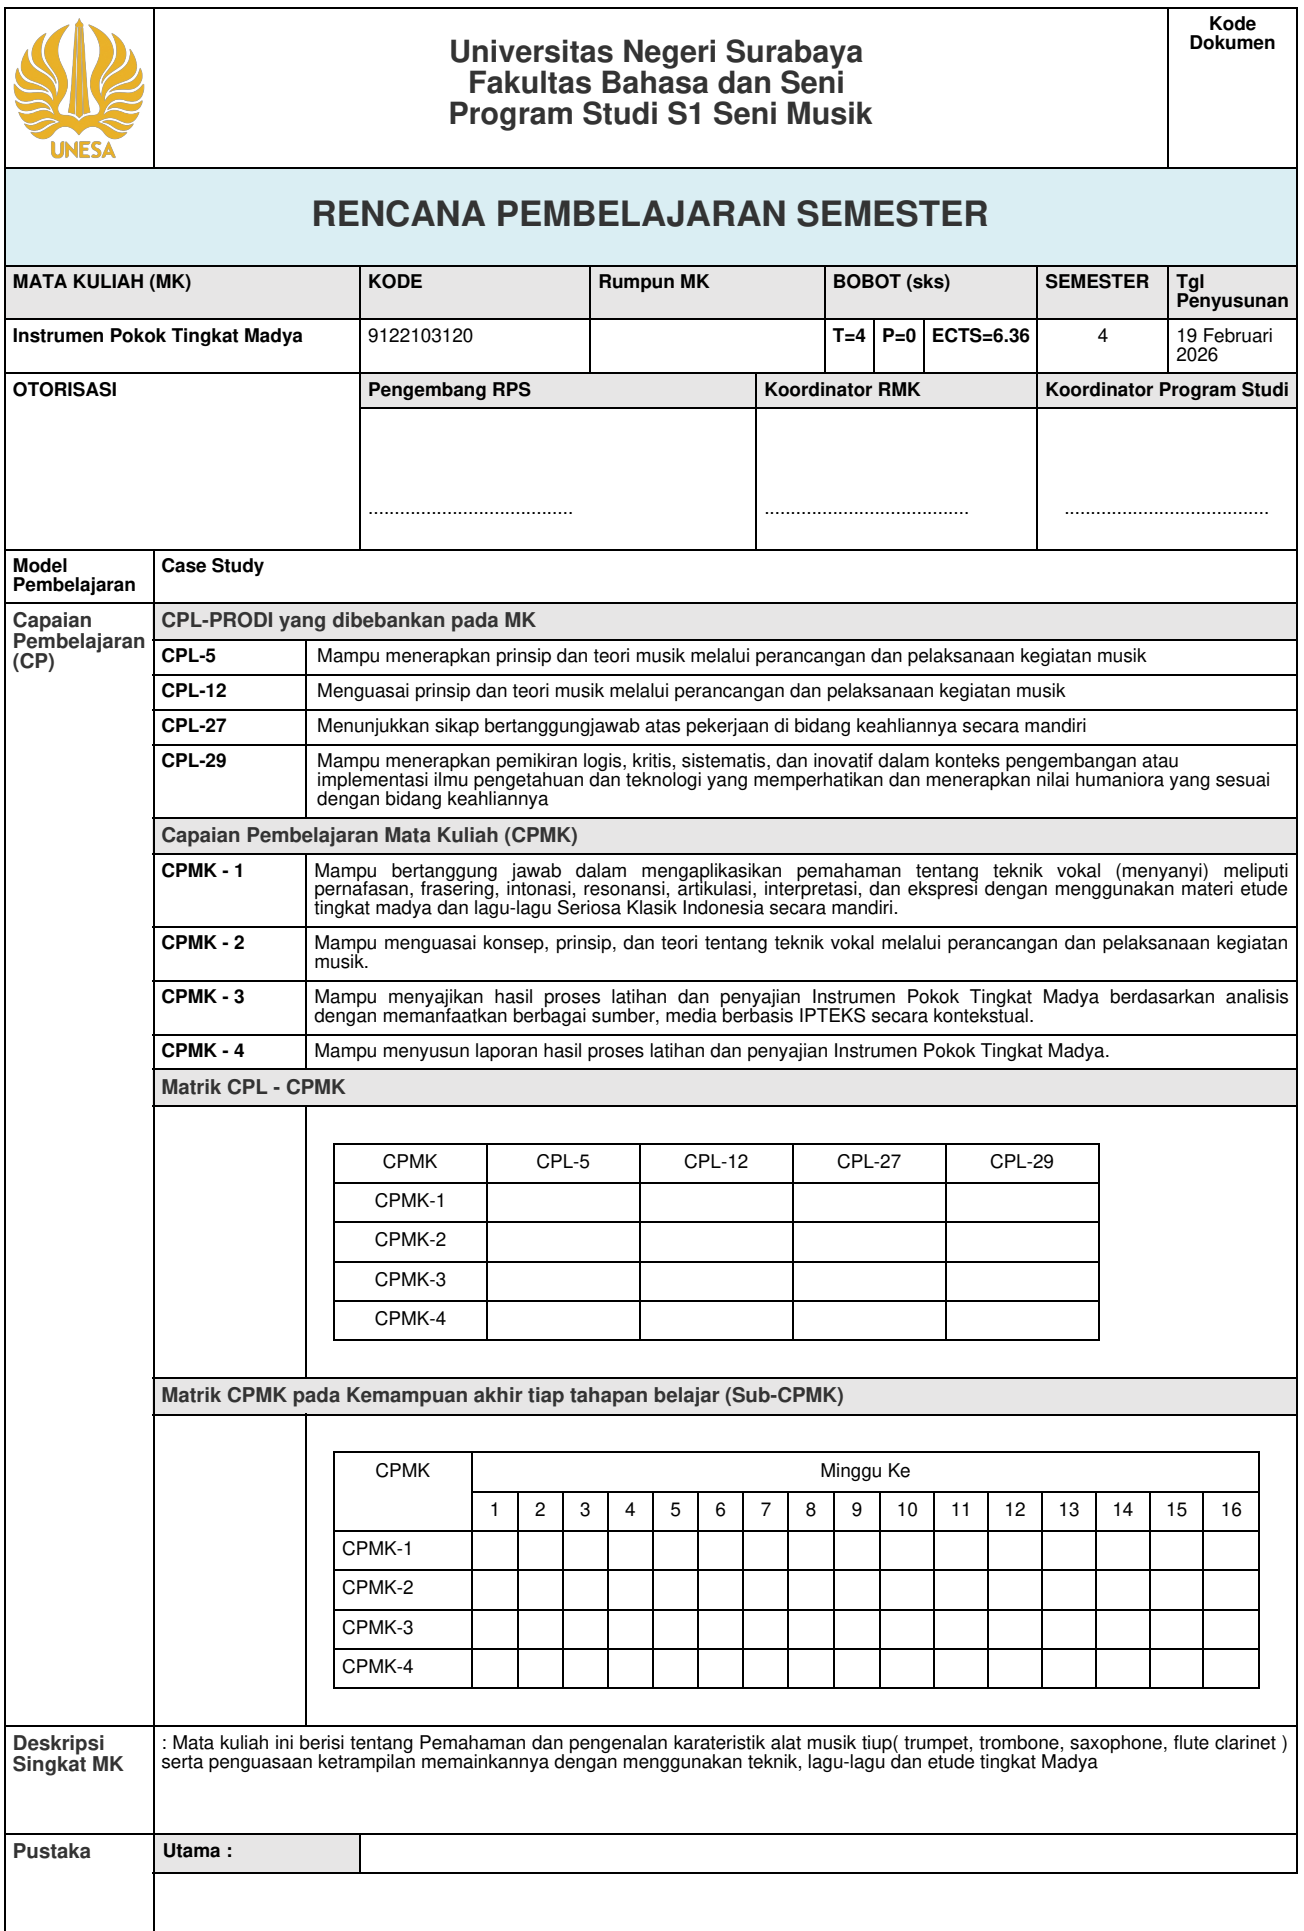 UNESA
Universitas Negeri Surabaya
Fakultas Bahasa dan Seni
Program Studi S1 Seni Musik
Kode
Dokumen
RENCANA PEMBELAJARAN SEMESTER
MATA KULIAH (MK) KODE Rumpun MK BOBOT (sks) SEMESTER Tgl
Penyusunan
Instrumen Pokok Tingkat Madya 9122103120 T=4 P=0 ECTS=6.36 4 19 Februari
2026
OTORISASI Pengembang RPS Koordinator RMK Koordinator Program Studi
....................................... ....................................... .......................................
Model
Pembelajaran
Case Study
Capaian
Pembelajaran
(CP)
CPL-PRODI yang dibebankan pada MK
CPL-5 Mampu menerapkan prinsip dan teori musik melalui perancangan dan pelaksanaan kegiatan musik
CPL-12 Menguasai prinsip dan teori musik melalui perancangan dan pelaksanaan kegiatan musik
CPL-27 Menunjukkan sikap bertanggungjawab atas pekerjaan di bidang keahliannya secara mandiri
CPL-29 Mampu menerapkan pemikiran logis, kritis, sistematis, dan inovatif dalam konteks pengembangan atau
implementasi ilmu pengetahuan dan teknologi yang memperhatikan dan menerapkan nilai humaniora yang sesuai
dengan bidang keahliannya
Capaian Pembelajaran Mata Kuliah (CPMK)
CPMK - 1 Mampu bertanggung jawab dalam mengaplikasikan pemahaman tentang teknik vokal (menyanyi) meliputi
pernafasan, frasering, intonasi, resonansi, artikulasi, interpretasi, dan ekspresi dengan menggunakan materi etude
tingkat madya dan lagu-lagu Seriosa Klasik Indonesia secara mandiri.
CPMK - 2 Mampu menguasai konsep, prinsip, dan teori tentang teknik vokal melalui perancangan dan pelaksanaan kegiatan
musik.
CPMK - 3 Mampu menyajikan hasil proses latihan dan penyajian Instrumen Pokok Tingkat Madya berdasarkan analisis
dengan memanfaatkan berbagai sumber, media berbasis IPTEKS secara kontekstual.
CPMK - 4 Mampu menyusun laporan hasil proses latihan dan penyajian Instrumen Pokok Tingkat Madya.
Matrik CPL - CPMK
CPMK CPL-5 CPL-12 CPL-27 CPL-29
CPMK-1
CPMK-2
CPMK-3
CPMK-4
Matrik CPMK pada Kemampuan akhir tiap tahapan belajar (Sub-CPMK)
CPMK Minggu Ke
1 2 3 4 5 6 7 8 9 10 11 12 13 14 15 16
CPMK-1
CPMK-2
CPMK-3
CPMK-4
Deskripsi
Singkat MK
: Mata kuliah ini berisi tentang Pemahaman dan pengenalan karateristik alat musik tiup( trumpet, trombone, saxophone, flute clarinet )
serta penguasaan ketrampilan memainkannya dengan menggunakan teknik, lagu-lagu dan etude tingkat Madya
Pustaka Utama :